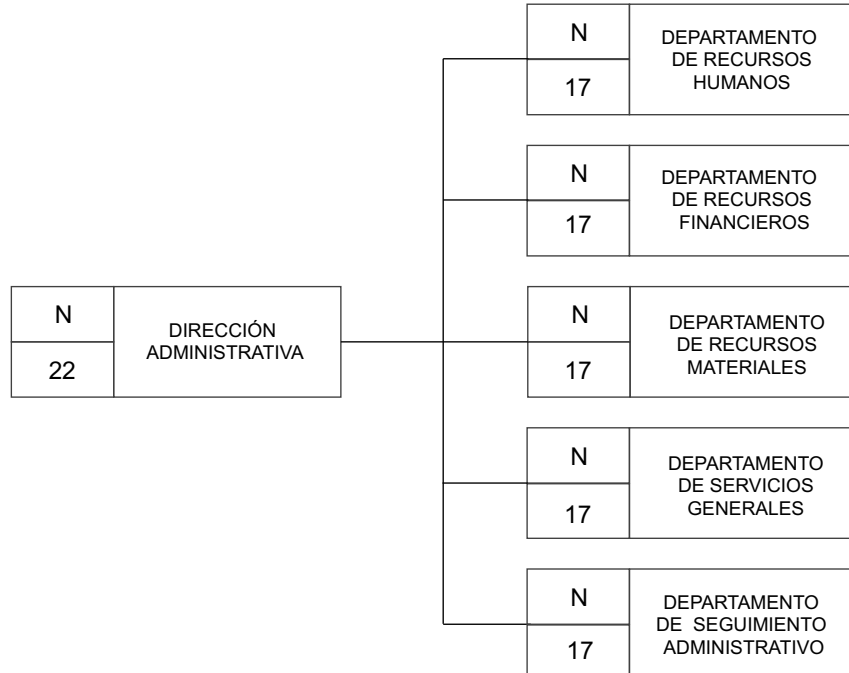 N
17
DEPARTAMENTO
DE RECURSOS
HUMANOS
N
17
DEPARTAMENTO
DE RECURSOS
FINANCIEROS
N
22
DIRECCIÓN
ADMINISTRATIVA
N
17
DEPARTAMENTO
DE RECURSOS
MATERIALES
N
17
DEPARTAMENTO
DE SERVICIOS
GENERALES
N
17
DEPARTAMENTO
DE SEGUIMIENTO
ADMINISTRATIVO